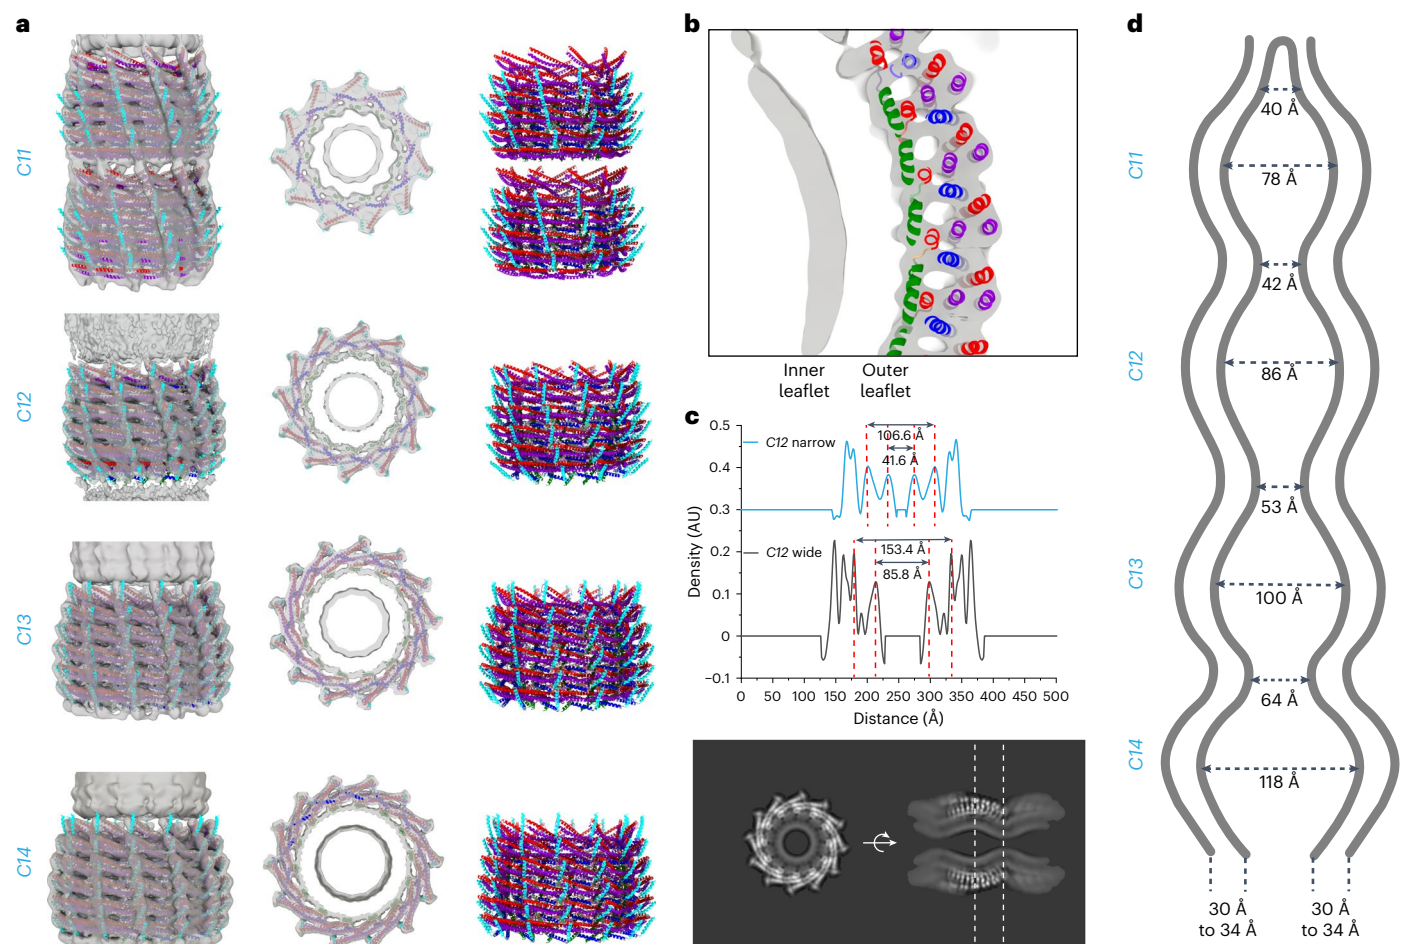 a
C11
C12
C13
C14
b
Inner
leaflet
Outer
leaflet
c
0.5
0.4
0.3
0.2
0.1
0
–0.1
Density (AU)
C12 narrow
106.6 Å
41.6 Å
C12 wide
153.4 Å
85.8 Å
0 50 100 150 200 250 300 350 400 450 500
Distance (Å)
d
C11
C12
C13
C14
40 Å
78 Å
42 Å
86 Å
53 Å
100 Å
64 Å
118 Å
30 Å
to 34 Å
30 Å
to 34 Å